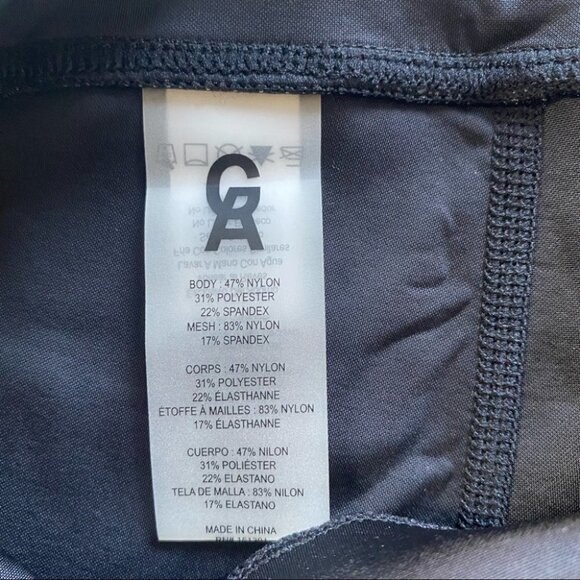 GA
BODY : 47% NYLON
31% POLYESTER
22% SPANDEX
MESH : 83% NYLON
17% SPANDEX
CORPS : 47% NYLON
31% POLYESTER
22% ÉLASTHANNE
ÉTOFFE À MAILLES : 83% NYLON
17% ÉLASTHANNE
CUERPO : 47% NILON
31% POLIÉSTER
22% ELASTANO
TELA DE MALLA : 83% NILON
17% ELASTANO
MADE IN CHINA
RN#